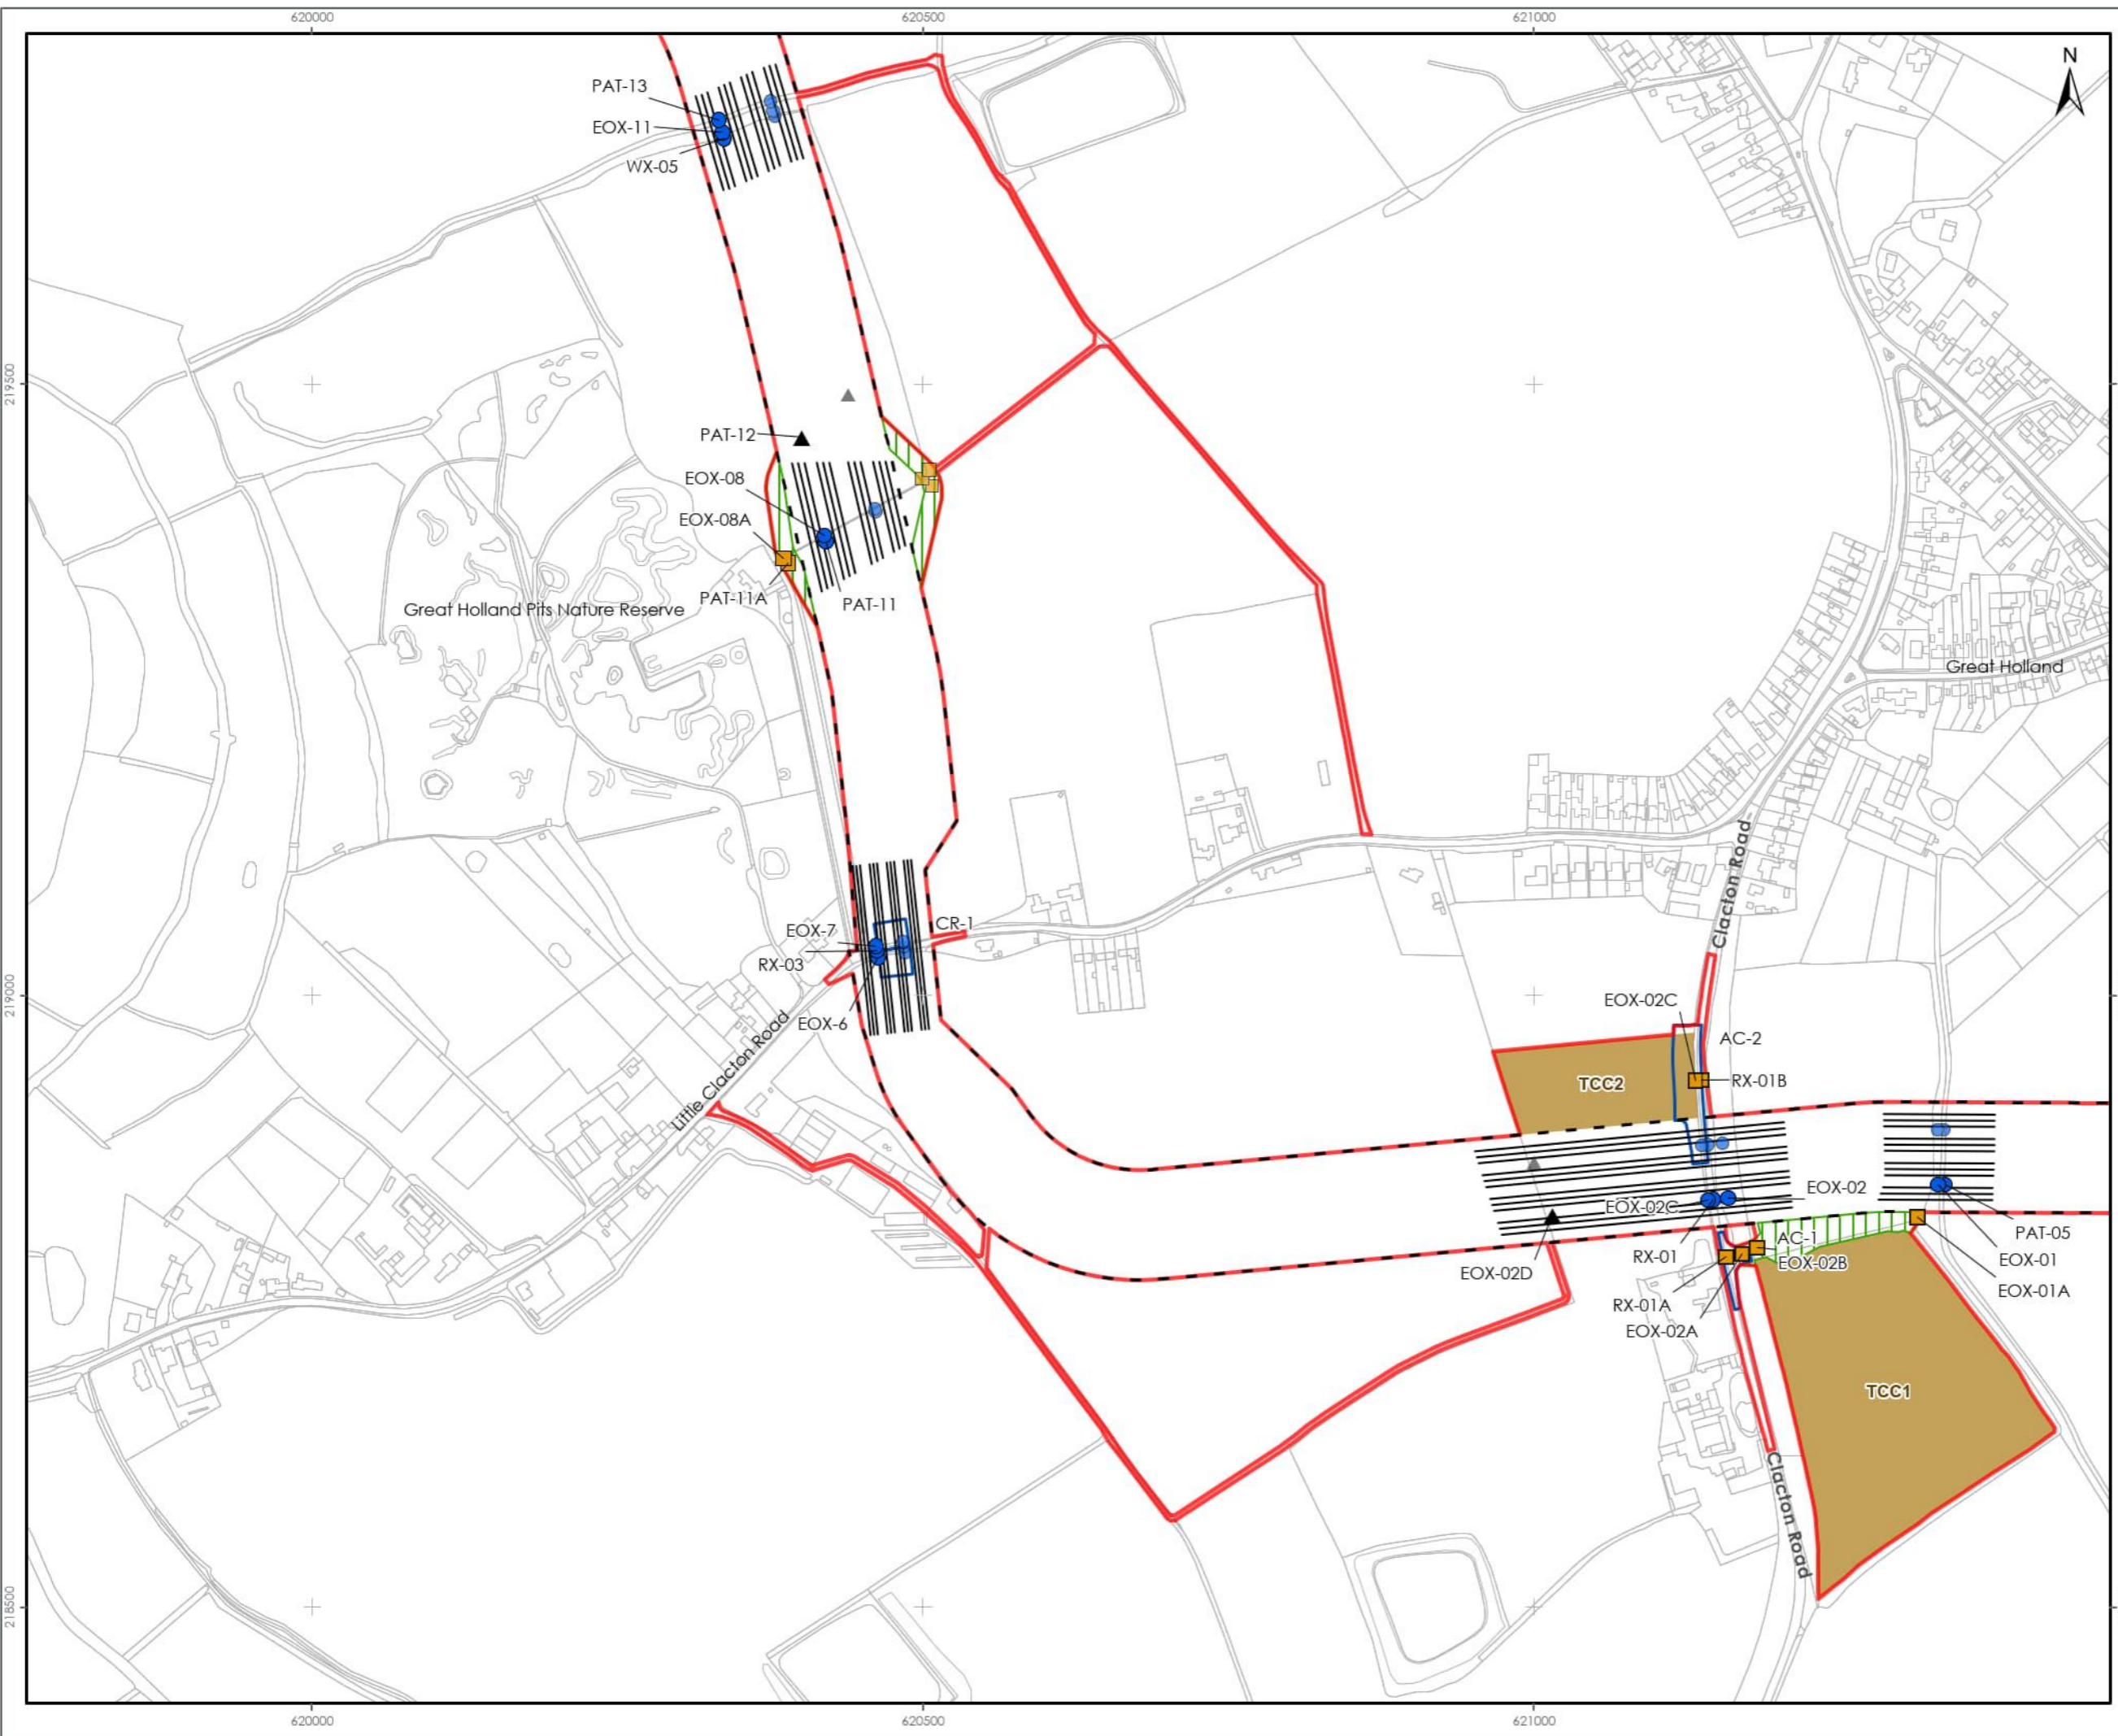 620000
620500
621000
N
PAT-13
EOX-11
WX-05
219500
219500
PAT-12
EOX-08
EOX-08A
PAT-11A
PAT-11
Great Holland Pits Nature Reserve
Great Holland
Clacton Road
CR-1
EOX-7
RX-03
EOX-6
219000
Little Clacton Road
EOX-02C
AC-2
RX-01B
TCC2
EOX-02C
EOX-02
PAT-05
EOX-01
EOX-01A
AC-1
EOX-02B
RX-01
EOX-02D
RX-01A
EOX-02A
TCC1
Clacton Road
218500
620000
620500
621000